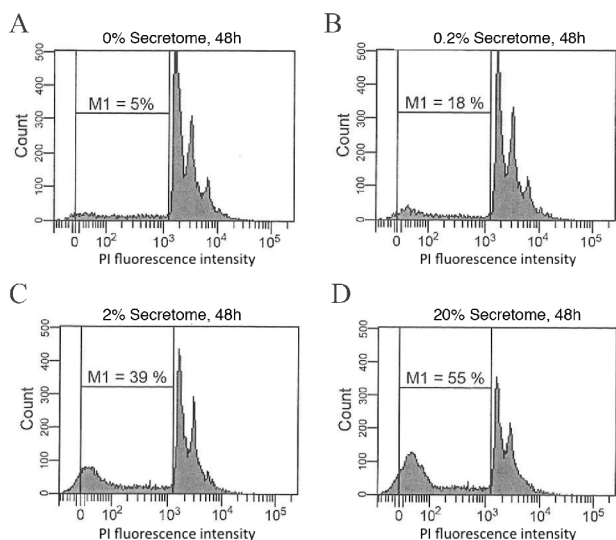 A
0% Secretome, 48h
500
400
300
200
100
0
Count
M1 = 5%
0 10² 10³ 10⁴ 10⁵
PI fluorescence intensity
B
0.2% Secretome, 48h
500
400
300
200
100
0
Count
M1 = 18 %
0 10² 10³ 10⁴ 10⁵
PI fluorescence intensity
C
2% Secretome, 48h
500
400
300
200
100
0
Count
M1 = 39 %
0 10² 10³ 10⁴ 10⁵
PI fluorescence intensity
D
20% Secretome, 48h
500
400
300
200
100
0
Count
M1 = 55 %
0 10² 10³ 10⁴ 10⁵
PI fluorescence intensity